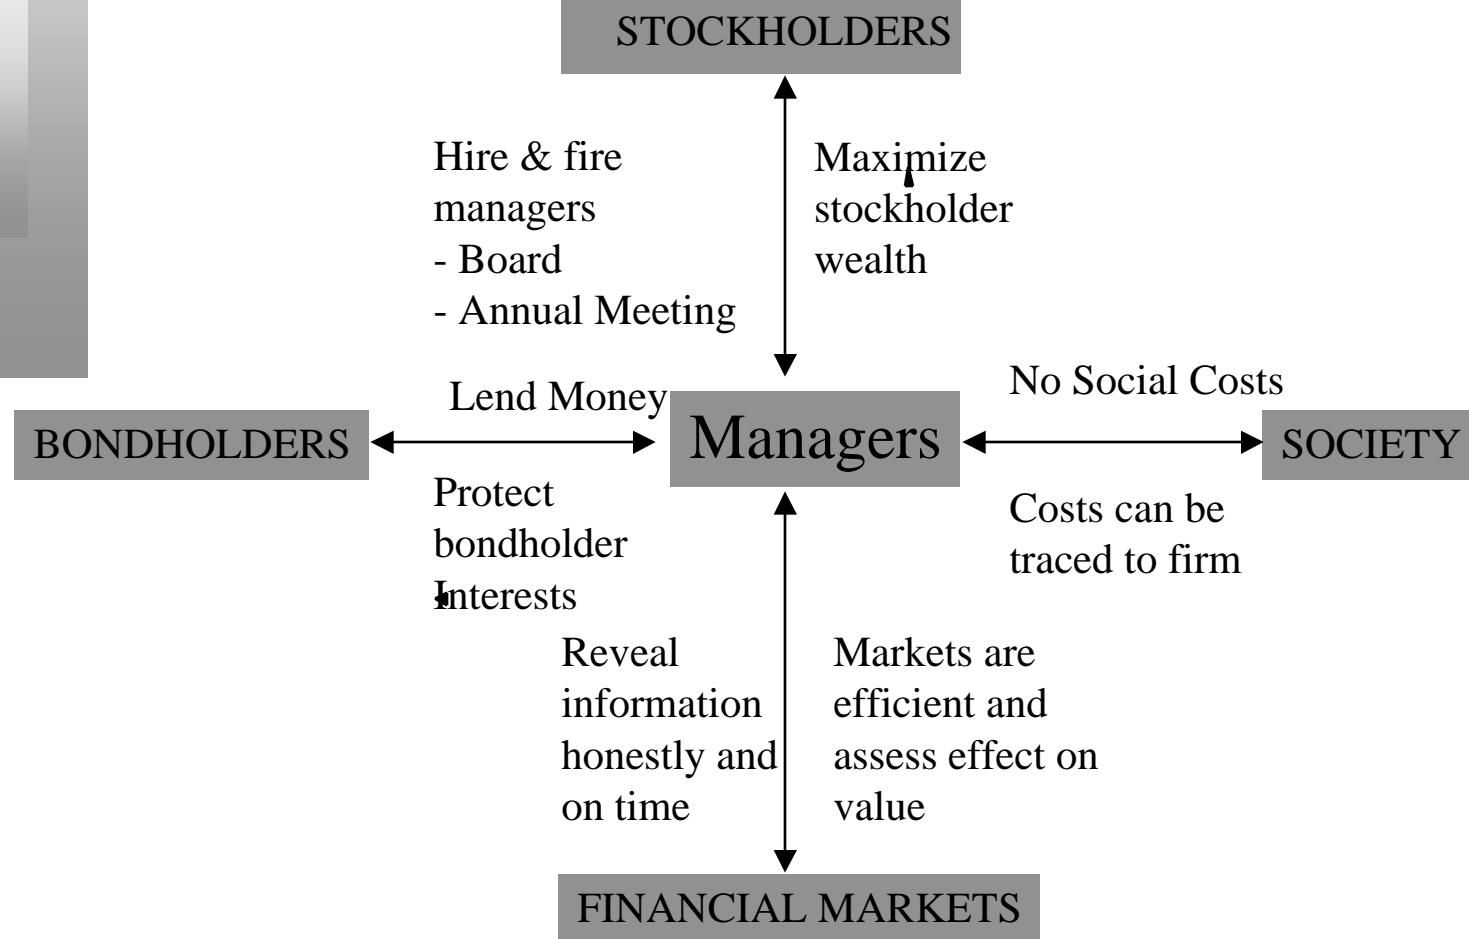 STOCKHOLDERS
Hire & fire
managers
- Board
- Annual Meeting
Maximize
stockholder
wealth
Lend Money
No Social Costs
BONDHOLDERS
Managers
SOCIETY
Protect
bondholder
Interests
Costs can be
traced to firm
Reveal
information
honestly and
on time
Markets are
efficient and
assess effect on
value
FINANCIAL MARKETS